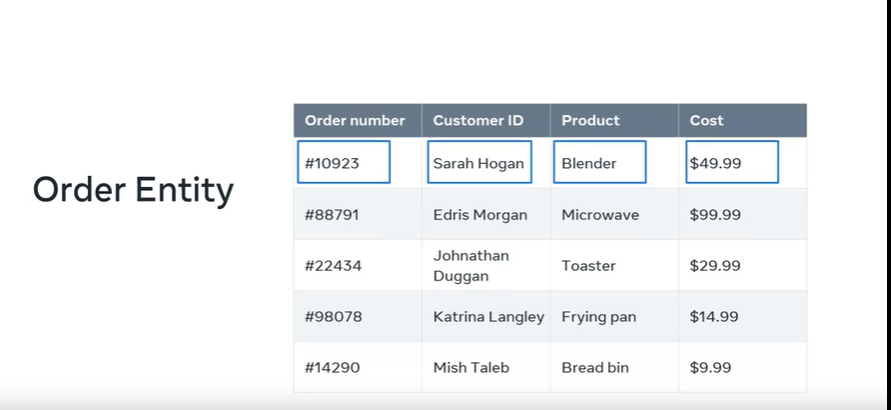 Order Entity
Order number Customer ID Product Cost
#10923 Sarah Hogan Blender $49.99
#88791 Edris Morgan Microwave $99.99
#22434 Johnathan Duggan Toaster $29.99
#98078 Katrina Langley Frying pan $14.99
#14290 Mish Taleb Bread bin $9.99